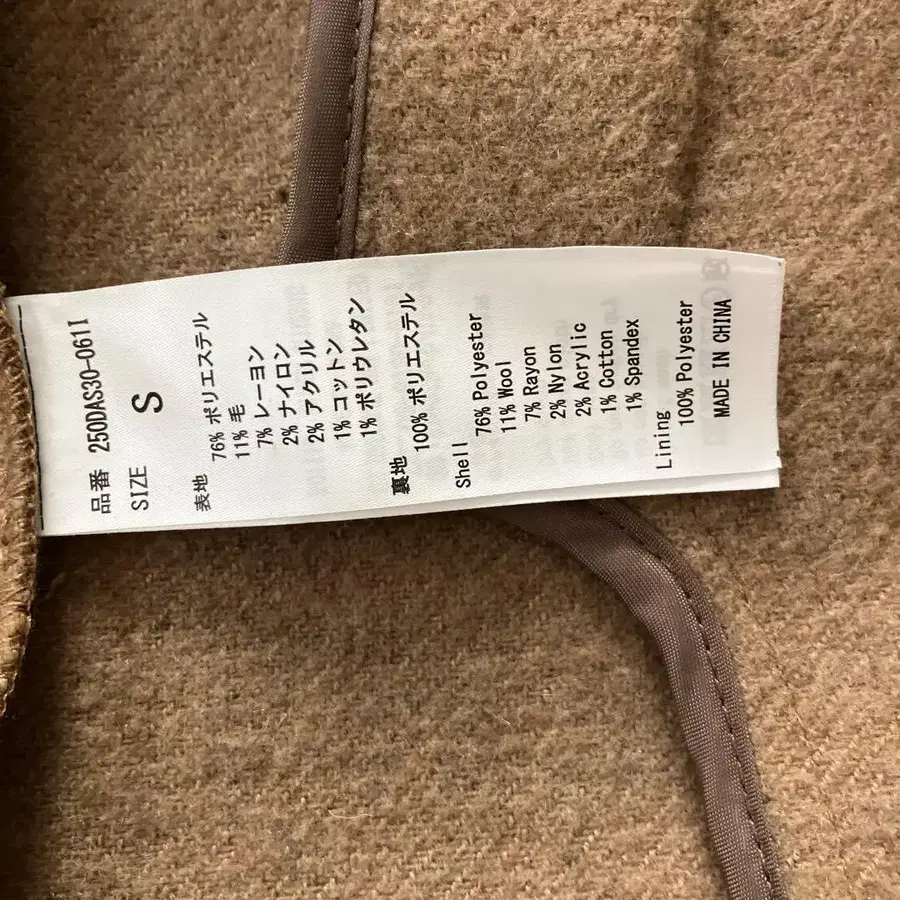 品番 250DAS30-061I
SIZE S
表地
76% ポリエステル
11% 毛
7% レーヨン
2% ナイロン
2% アクリル
1% コットン
1% ポリウレタン
裏地
100% ポリエステル
Shell
76% Polyester
11% Wool
7% Rayon
2% Nylon
2% Acrylic
1% Cotton
1% Spandex
Lining
100% Polyester
MADE IN CHINA